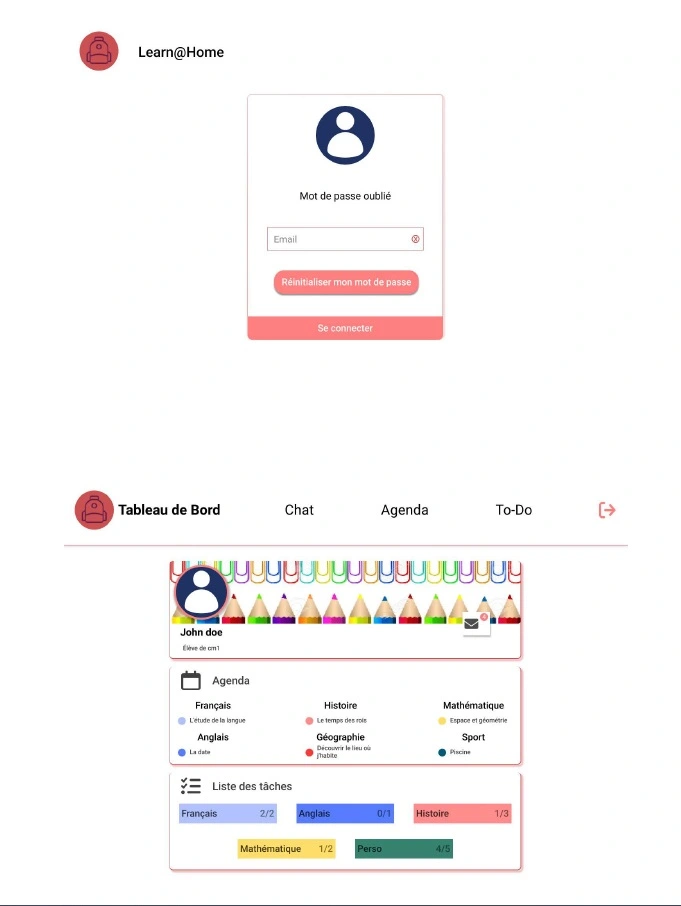 Learn@Home
Mot de passe oublié
Email
Réinitialiser mon mot de passe
Se connecter
Tableau de Bord Chat Agenda To-Do
John doe
Élève de cm1
Agenda
Français Histoire Mathématique
L'étude de la langue Le temps des rois Espace et géométrie
Anglais Géographie Sport
La date Découvrir le lieu où j'habite Piscine
Liste des tâches
Français 2/2 Anglais 0/1 Histoire 1/3
Mathématique 1/2 Perso 4/5